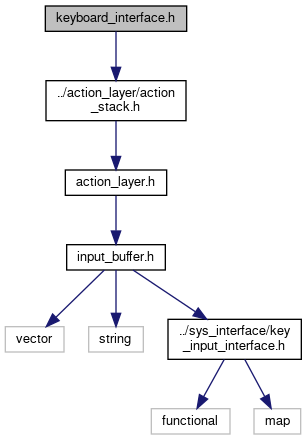 keyboard_interface.h
../action_layer/action
_stack.h
action_layer.h
input_buffer.h
vector
string
../sys_interface/key
_input_interface.h
functional
map